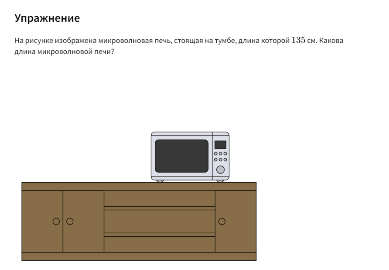 Упражнение
На рисунке изображена микроволновая печь, стоящая на тумбе, длина которой 135 см. Какова
длина микроволновой печи?